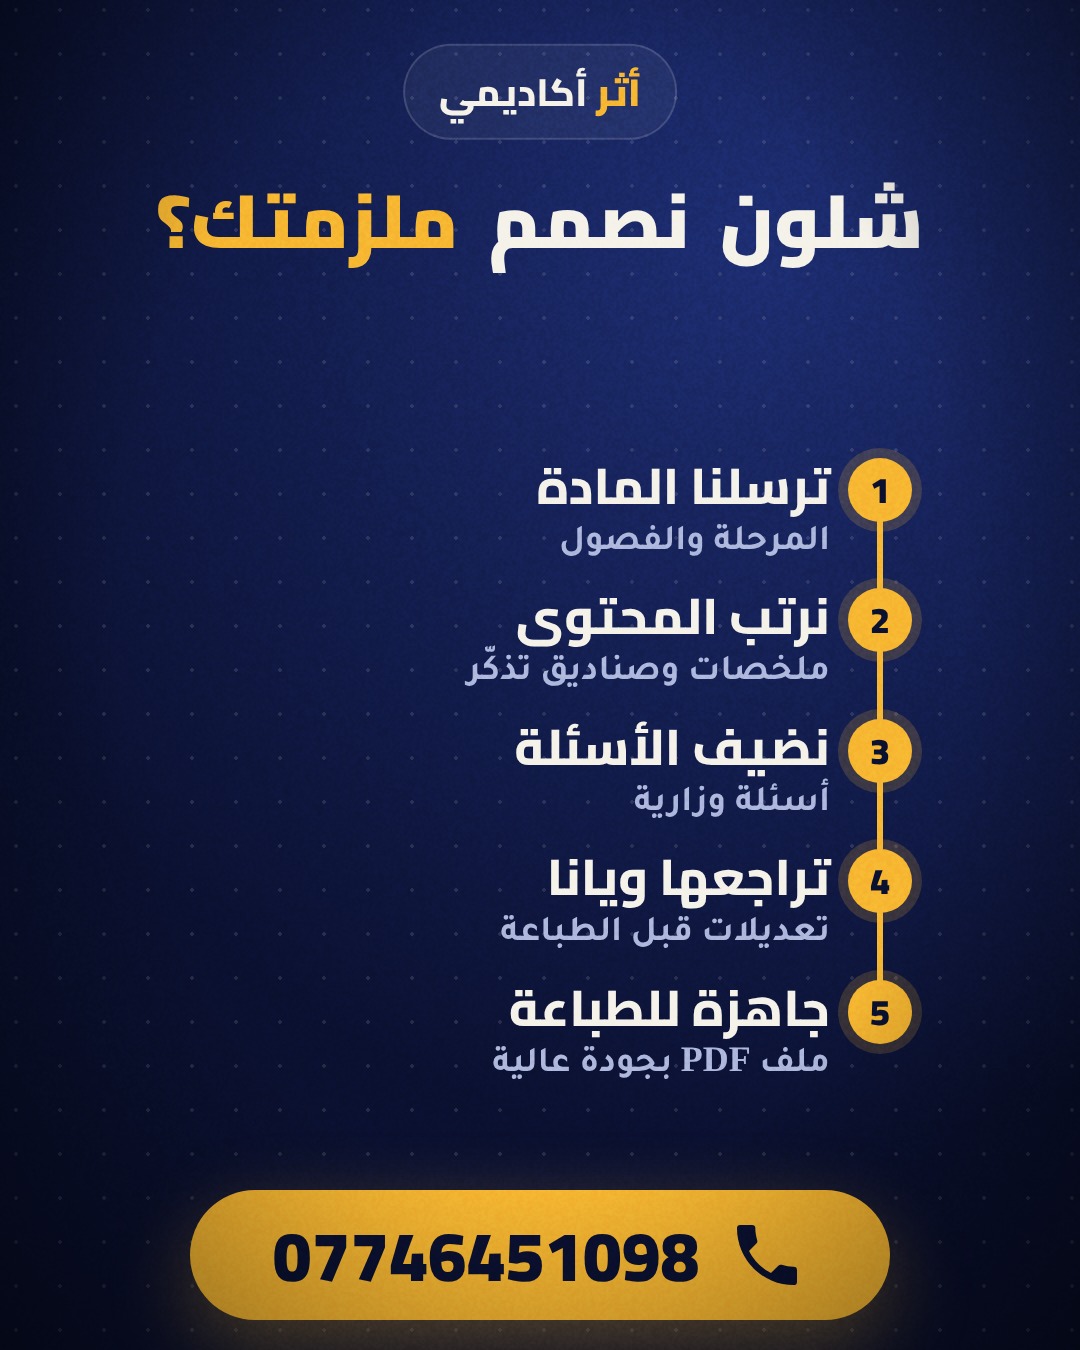 أثر أكاديمي
شلون نصمم ملزمتك؟
1
ترسلنا المادة
المرحلة والفصول
2
نرتب المحتوى
ملخصات وصناديق تذكّر
3
نضيف الأسئلة
أسئلة وزارية
4
تراجعها ويانا
تعديلات قبل الطباعة
5
جاهزة للطباعة
ملف PDF بجودة عالية
07746451098